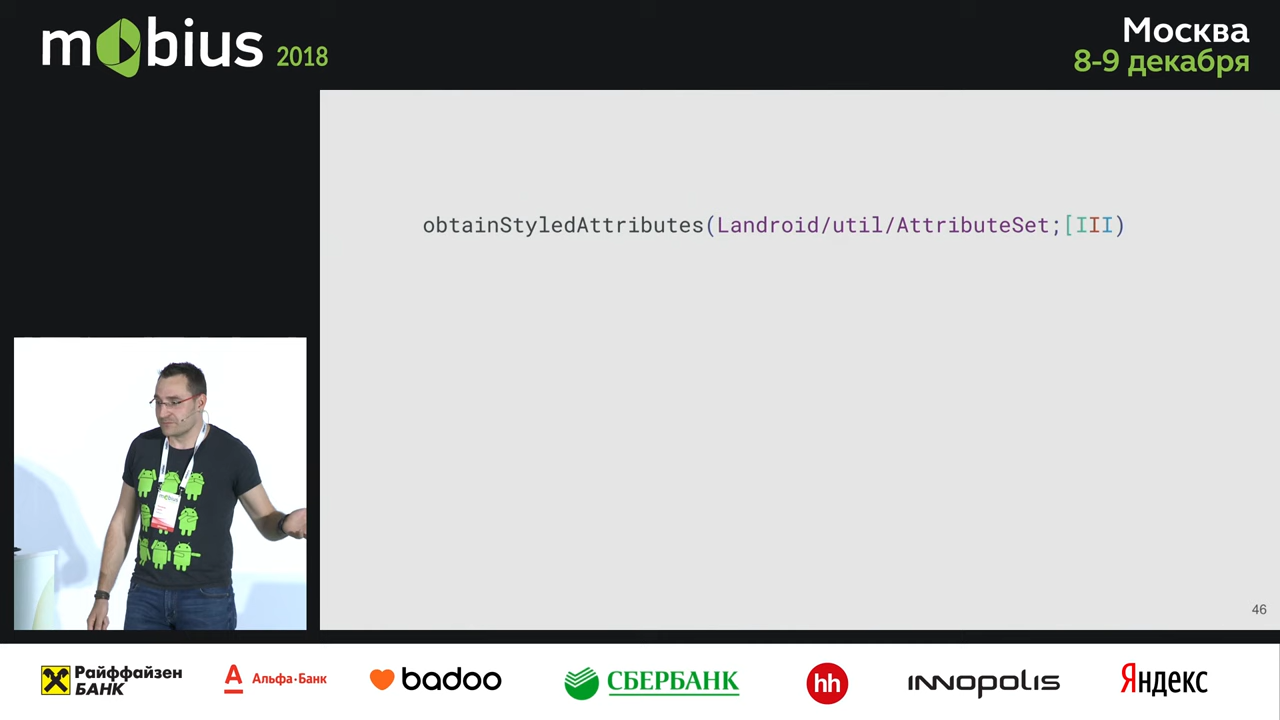 mobius 2018
Москва
8-9 декабря
obtainStyledAttributes(Landroid/util/AttributeSet;[III)
46
Райффайзен
БАНК
Альфа·Банк
badoo
СБЕРБАНК
hh
INNOPOLIS
Яндекс